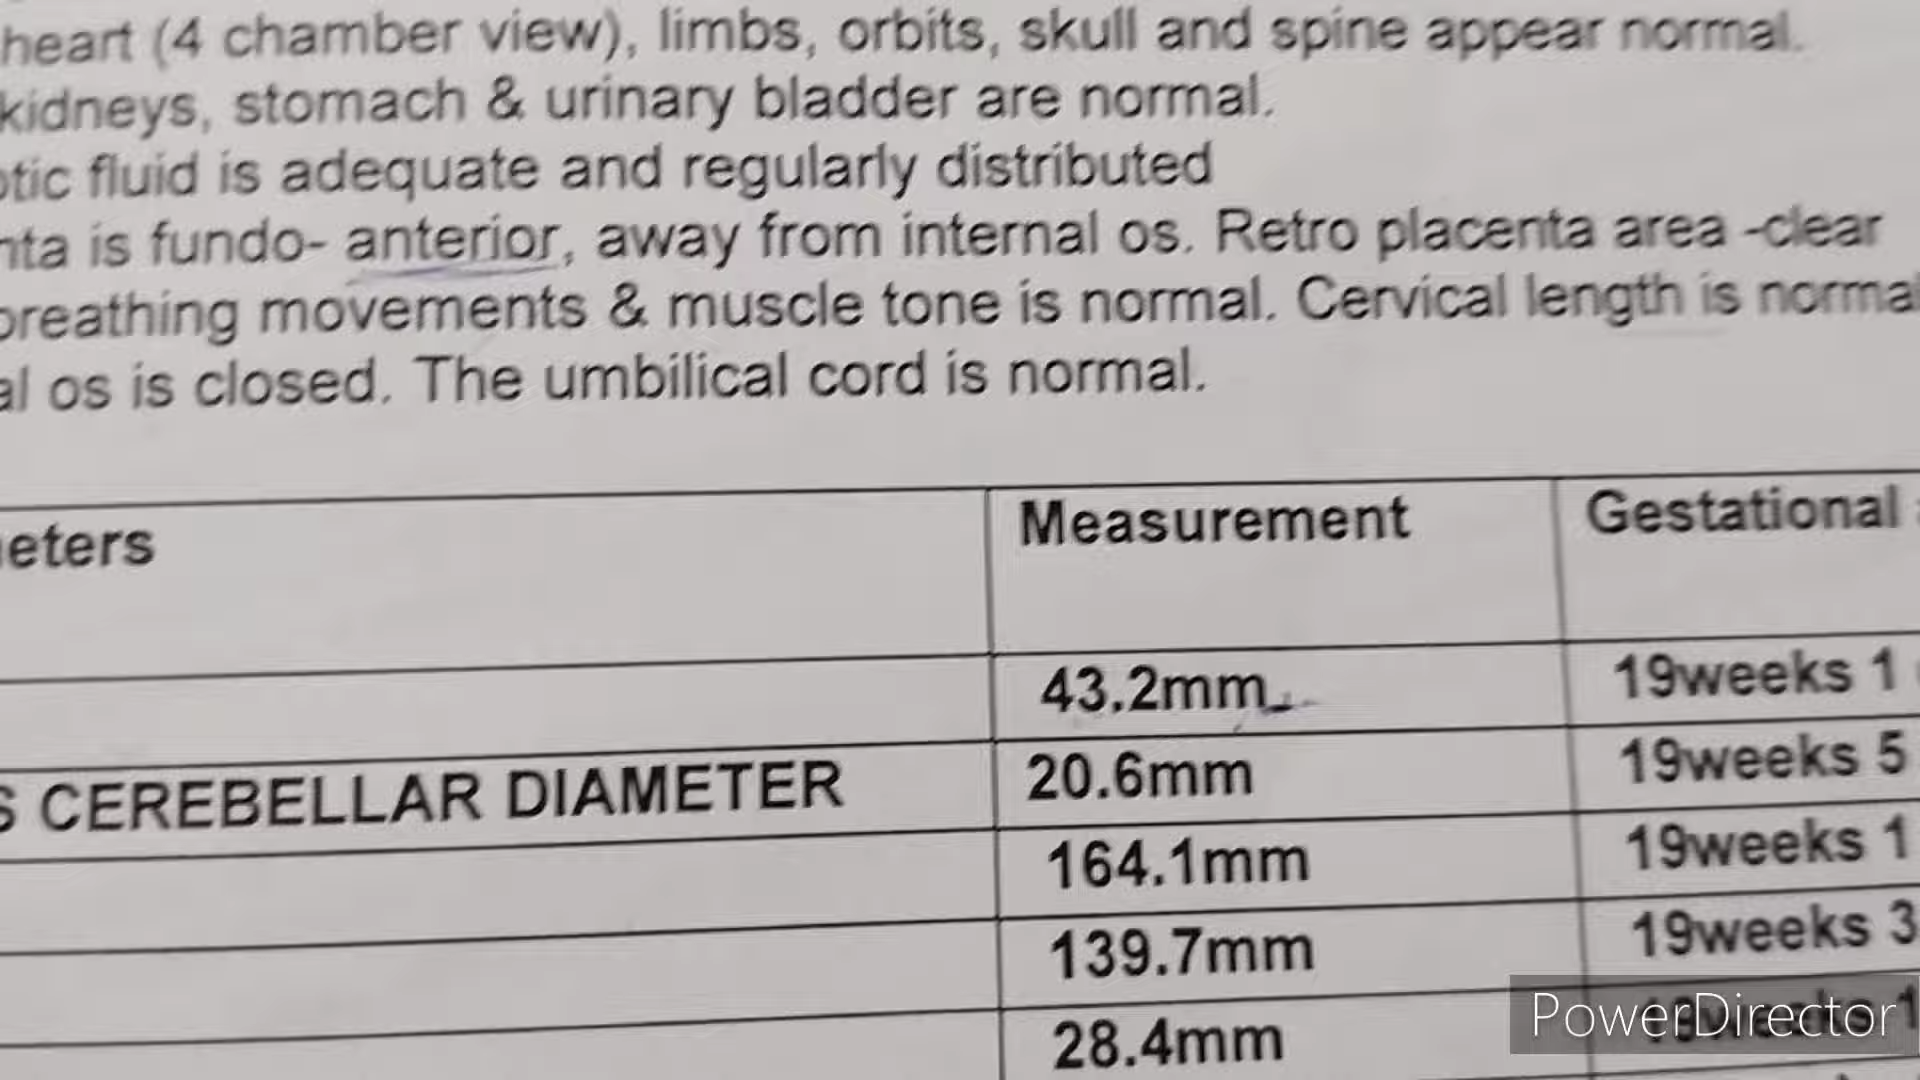 heart (4 chamber view), limbs, orbits, skull and spine appear normal.
kidneys, stomach & urinary bladder are normal.
otic fluid is adequate and regularly distributed
nta is fundo- anterior, away from internal os. Retro placenta area -clear
breathing movements & muscle tone is normal. Cervical length is normal
al os is closed. The umbilical cord is normal.
eters Measurement Gestational
43.2mm 19weeks 1
S CEREBELLAR DIAMETER 20.6mm 19weeks 5
164.1mm 19weeks 1
139.7mm 19weeks 3
28.4mm
PowerDirector